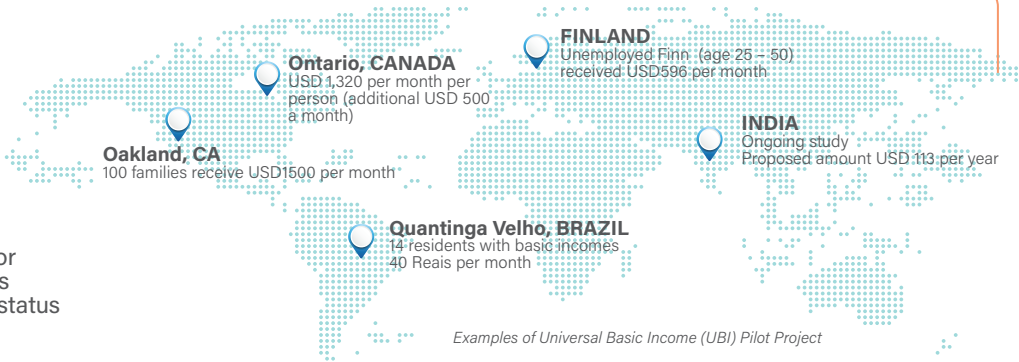 FINLAND
Unemployed Finn (age 25 – 50)
received USD596 per month
Ontario, CANADA
USD 1,320 per month per
person (additional USD 500
a month)
INDIA
Ongoing study
Proposed amount USD 113 per year
Oakland, CA
100 families receive USD1500 per month
Quantinga Velho, BRAZIL
14 residents with basic incomes
40 Reais per month
or
s
status
Examples of Universal Basic Income (UBI) Pilot Project